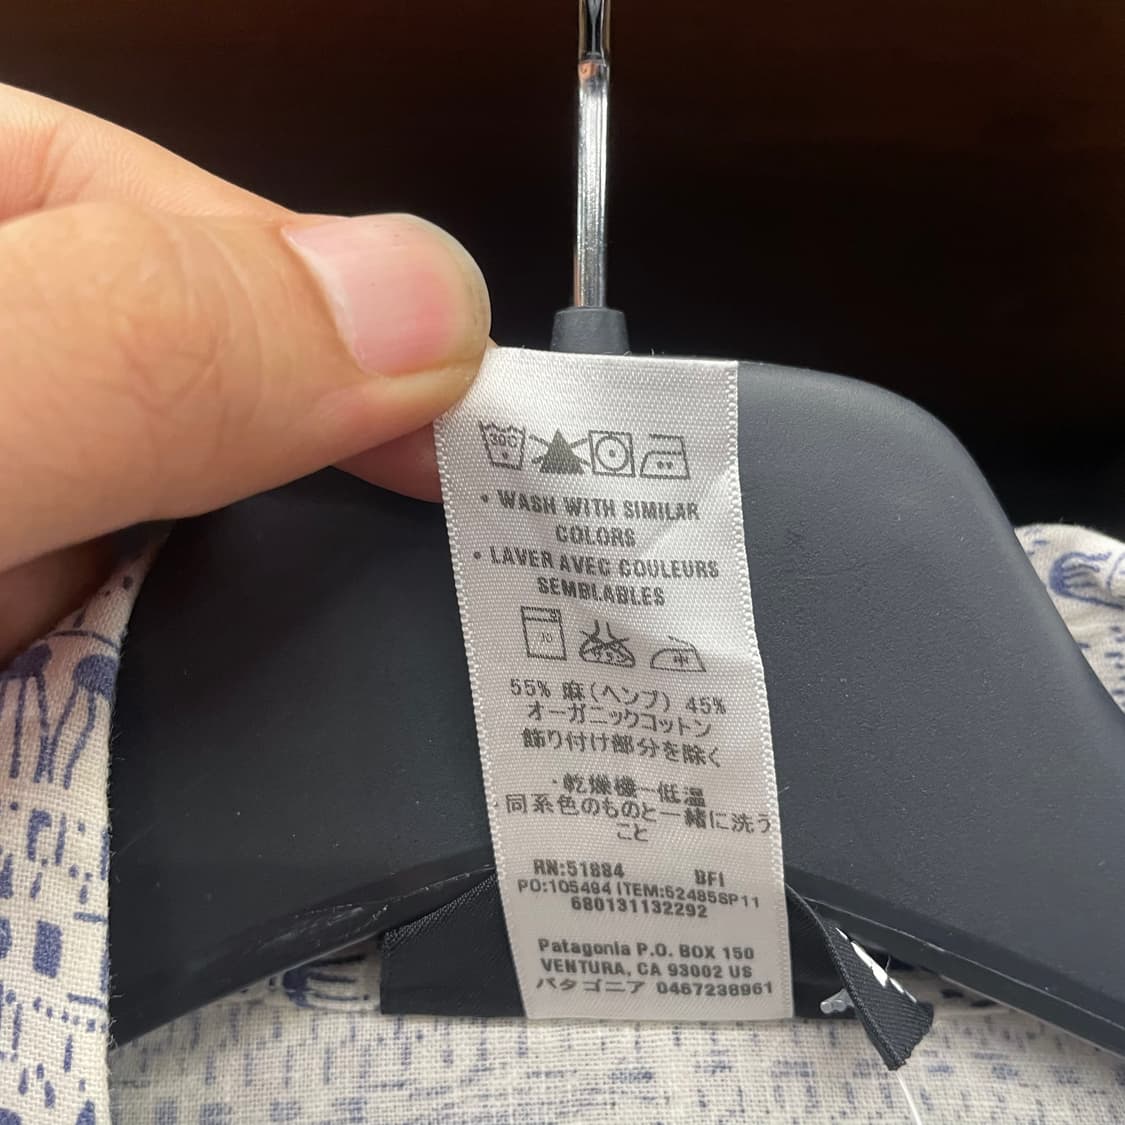 30C
• WASH WITH SIMILAR
COLORS
• LAVER AVEC COULEURS
SEMBLABLES
中
55% 麻(ヘンプ) 45%
オーガニックコットン
飾り付け部分を除く
・乾燥機ー低温
・同系色のものと一緒に洗う
こと
RN:51884 BFI
PO:105494 ITEM:52485SP11
680131132292
Patagonia P.O. BOX 150
VENTURA, CA 93002 US
パタゴニア 0467238961